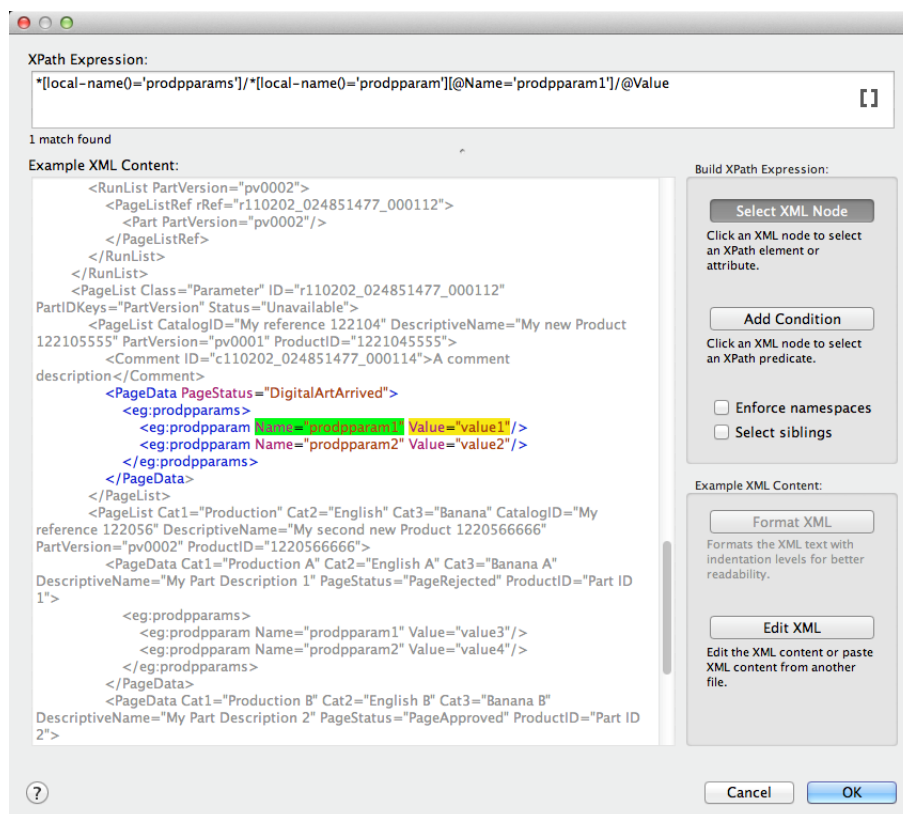 XPath Expression:
*[local-name()='prodpparams']/*[local-name()='prodpparam'][@Name='prodpparam1']/@Value
[]
1 match found
Example XML Content:
<RunList PartVersion="pv0002">
<PageListRef rRef="r110202_024851477_000112">
<Part PartVersion="pv0002"/>
</PageListRef>
</RunList>
</RunList>
<PageList Class="Parameter" ID="r110202_024851477_000112"
PartIDKeys="PartVersion" Status="Unavailable">
<PageList CatalogID="My reference 122104" DescriptiveName="My new Product
122105555" PartVersion="pv0001" ProductID="1221045555">
<Comment ID="c110202_024851477_000114">A comment
description</Comment>
<PageData PageStatus="DigitalArtArrived">
<eg:prodpparams>
<eg:prodpparam Name="prodpparam1" Value="value1"/>
<eg:prodpparam Name="prodpparam2" Value="value2"/>
</eg:prodpparams>
</PageData>
</PageList>
<PageList Cat1="Production" Cat2="English" Cat3="Banana" CatalogID="My
reference 122056" DescriptiveName="My second new Product 1220566666"
PartVersion="pv0002" ProductID="1220566666">
<PageData Cat1="Production A" Cat2="English A" Cat3="Banana A"
DescriptiveName="My Part Description 1" PageStatus="PageRejected" ProductID="Part ID
1">
<eg:prodpparams>
<eg:prodpparam Name="prodpparam1" Value="value3"/>
<eg:prodpparam Name="prodpparam2" Value="value4"/>
</eg:prodpparams>
</PageData>
<PageData Cat1="Production B" Cat2="English B" Cat3="Banana B"
DescriptiveName="My Part Description 2" PageStatus="PageApproved" ProductID="Part ID
2">
Build XPath Expression:
Select XML Node
Click an XML node to select
an XPath element or
attribute.
Add Condition
Click an XML node to select
an XPath predicate.
Enforce namespaces
Select siblings
Example XML Content:
Format XML
Formats the XML text with
indentation levels for better
readability.
Edit XML
Edit the XML content or paste
XML content from another
file.
?
Cancel
OK